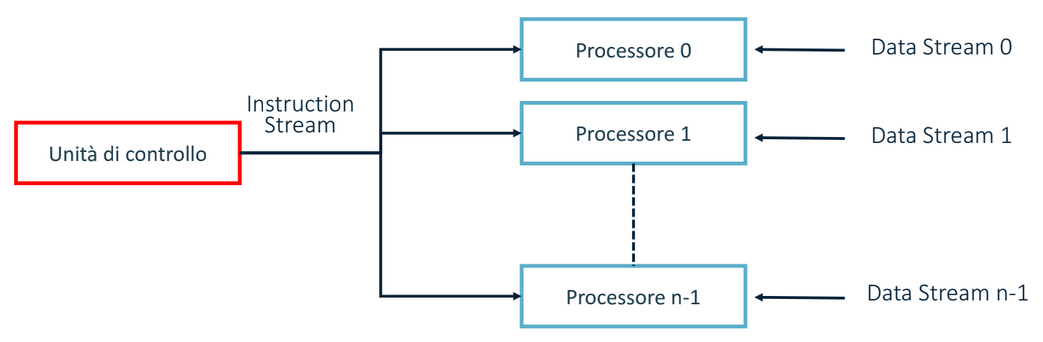 Processore 0
Data Stream 0
Instruction
Stream
Processore 1
Data Stream 1
Unità di controllo
Processore n-1
Data Stream n-1